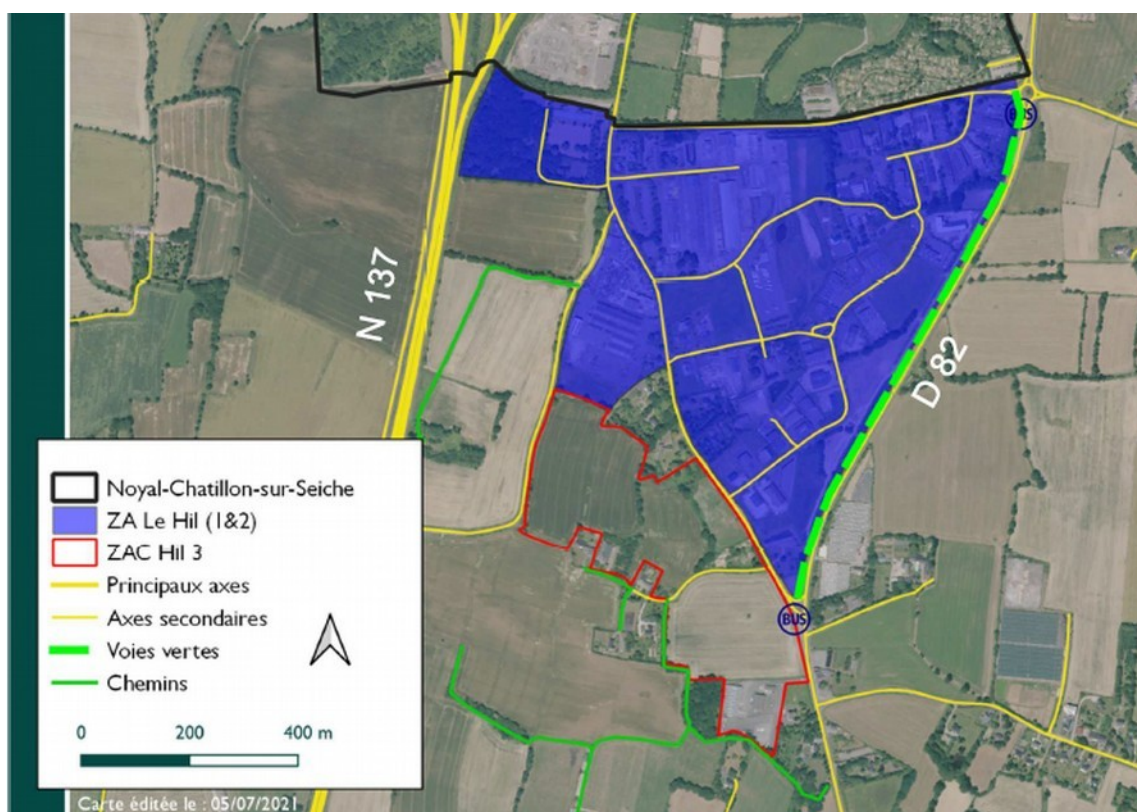 BUS
N 137
D 82
Noyal-Chatillon-sur-Seiche
ZA Le Hil (1&2)
ZAC Hil 3
Principaux axes
Axes secondaires
Voies vertes
Chemins
BUS
0 200 400 m
Carte éditée le : 05/07/2021